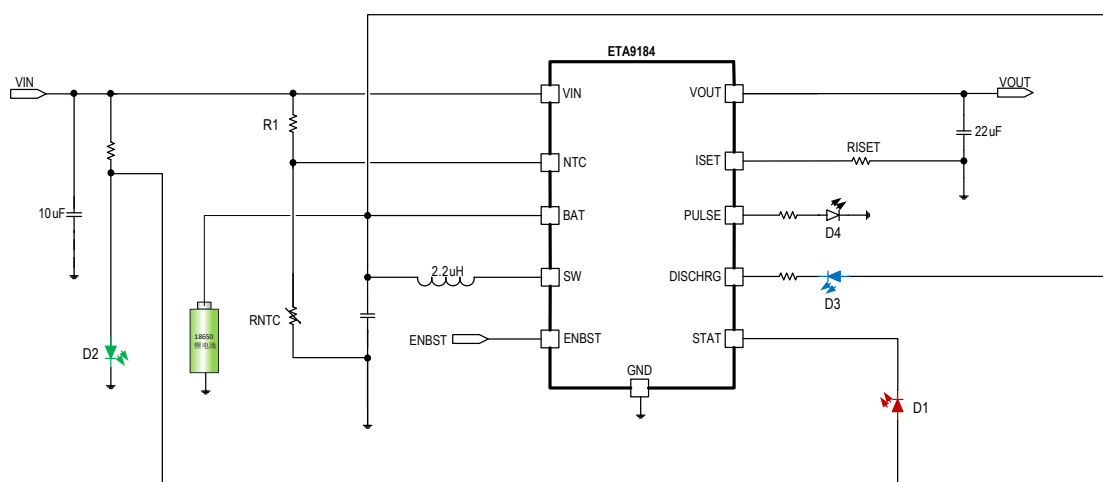 ETA9184
VIN
VIN
VOUT
VOUT
R1
22uF
RISET
NTC
ISET
10uF
BAT
PULSE
D4
2.2uH
SW
DISCHRG
D3
RNTC
18650
锂电池
ENBST
ENBST
STAT
D2
GND
D1